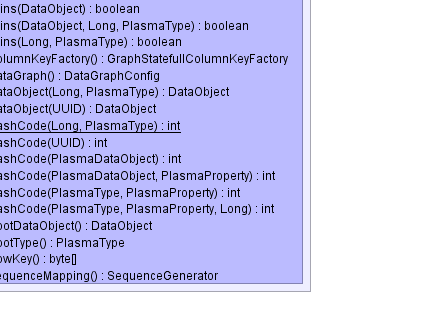 ins(DataObject) : boolean
ins(DataObject, Long, PlasmaType) : boolean
ins(Long, PlasmaType) : boolean
olumnKeyFactory() : GraphStatefullColumnKeyFactory
ataGraph() : DataGraphConfig
ataObject(Long, PlasmaType) : DataObject
ataObject(UUID) : DataObject
ashCode(Long, PlasmaType) : int
ashCode(UUID) : int
ashCode(PlasmaDataObject) : int
ashCode(PlasmaDataObject, PlasmaProperty) : int
ashCode(PlasmaType, PlasmaProperty) : int
ashCode(PlasmaType, PlasmaProperty, Long) : int
ootDataObject() : DataObject
ootType() : PlasmaType
owKey() : byte[]
equenceMapping() : SequenceGenerator